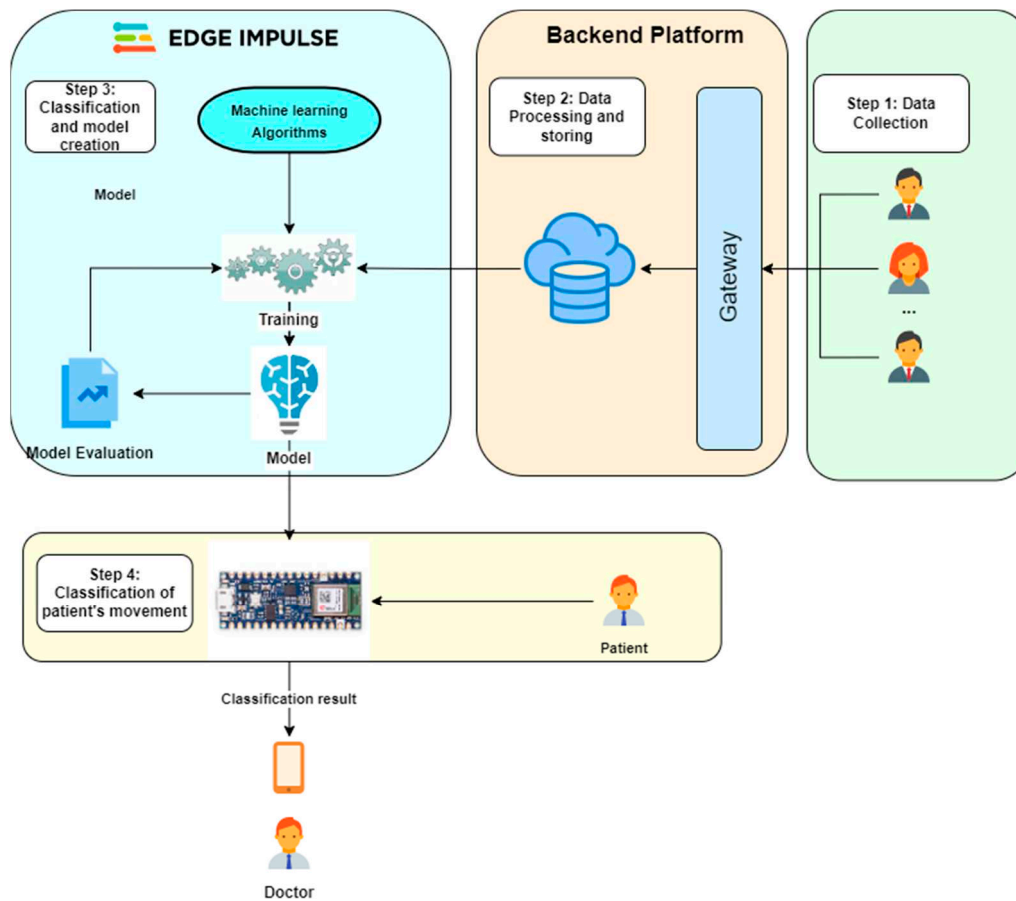 EDGE IMPULSE
Step 3:
Classification
and model
creation
Machine learning
Algorithms
Model
Training
Model Evaluation
Model
Backend Platform
Step 2: Data
Processing and
storing
Gateway
Step 1: Data
Collection
...
Step 4:
Classification of
patient's movement
Patient
Classification result
Doctor